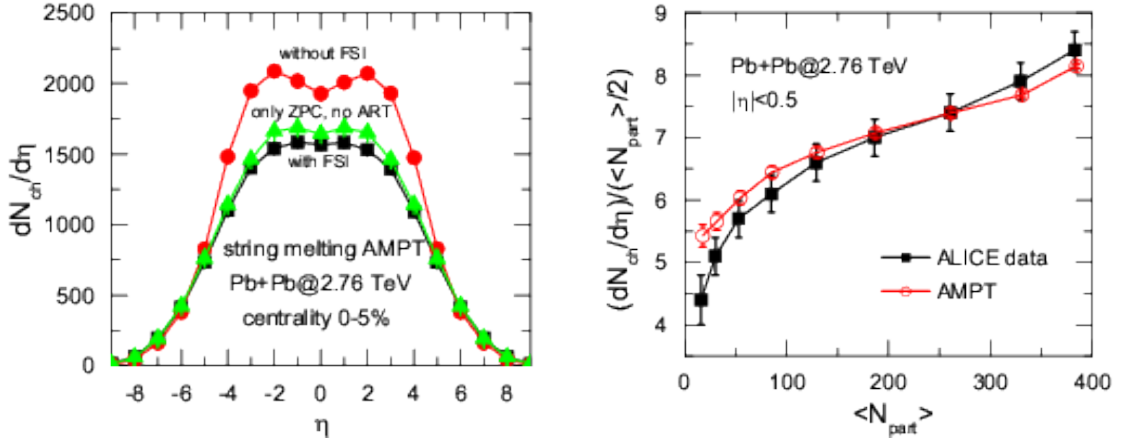 2500
2000
1500
1000
500
0
dN_ch/dη
without FSI
only ZPC, no ART
with FSI
string melting AMPT
Pb+Pb@2.76 TeV
centrality 0-5%
-8 -6 -4 -2 0 2 4 6 8
η
9
8
7
6
5
4
(dN_ch/dη)/(<N_part>/2)
Pb+Pb@2.76 TeV
|η|<0.5
ALICE data
AMPT
0 100 200 300 400
<N_part>